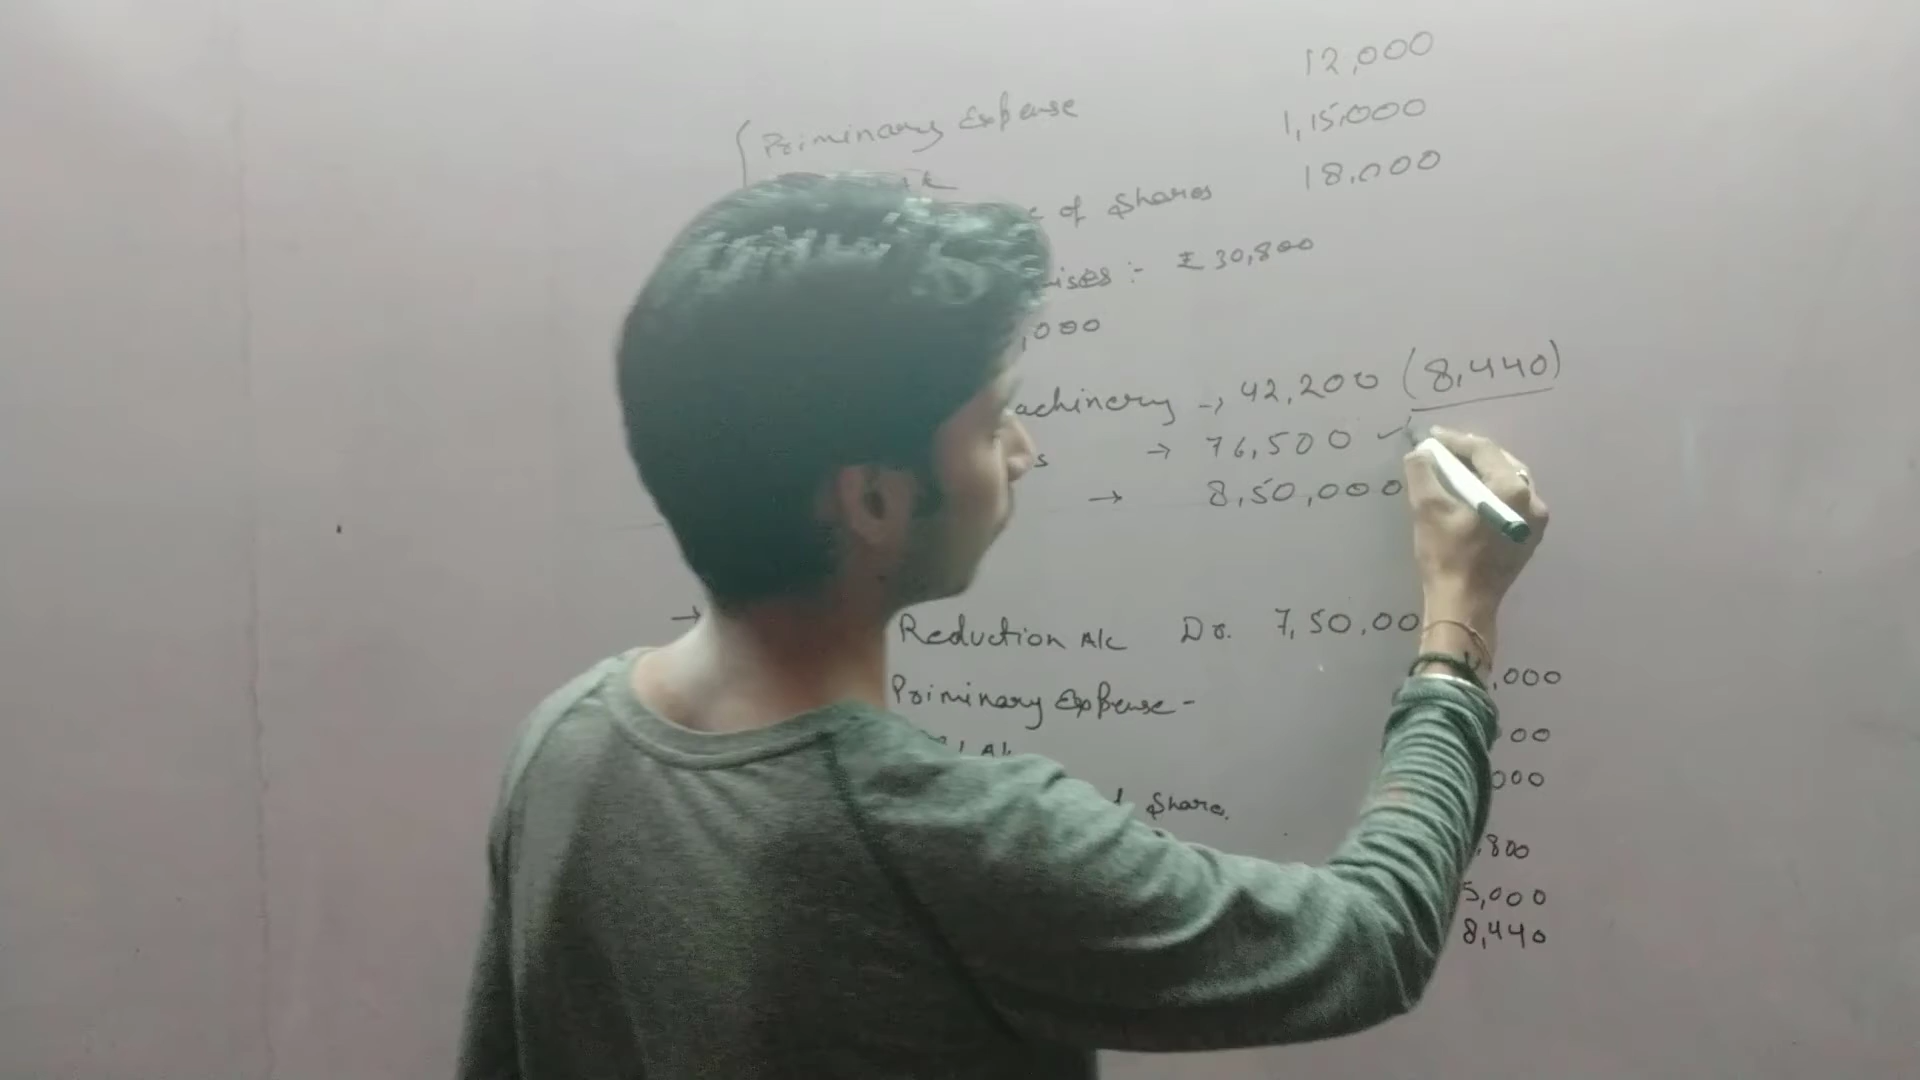 12,000
Priminary Expense 1,15,000
of Shares 18,000
:- ₹ 30,800
,000
achinery → 42,200 (8,440)
s → 76,500 ✓
→ 8,50,000
→ Reduction A/c Dr. 7,50,00
Priminary Expense - ,000
00
Share. 000
,800
5,000
8,440